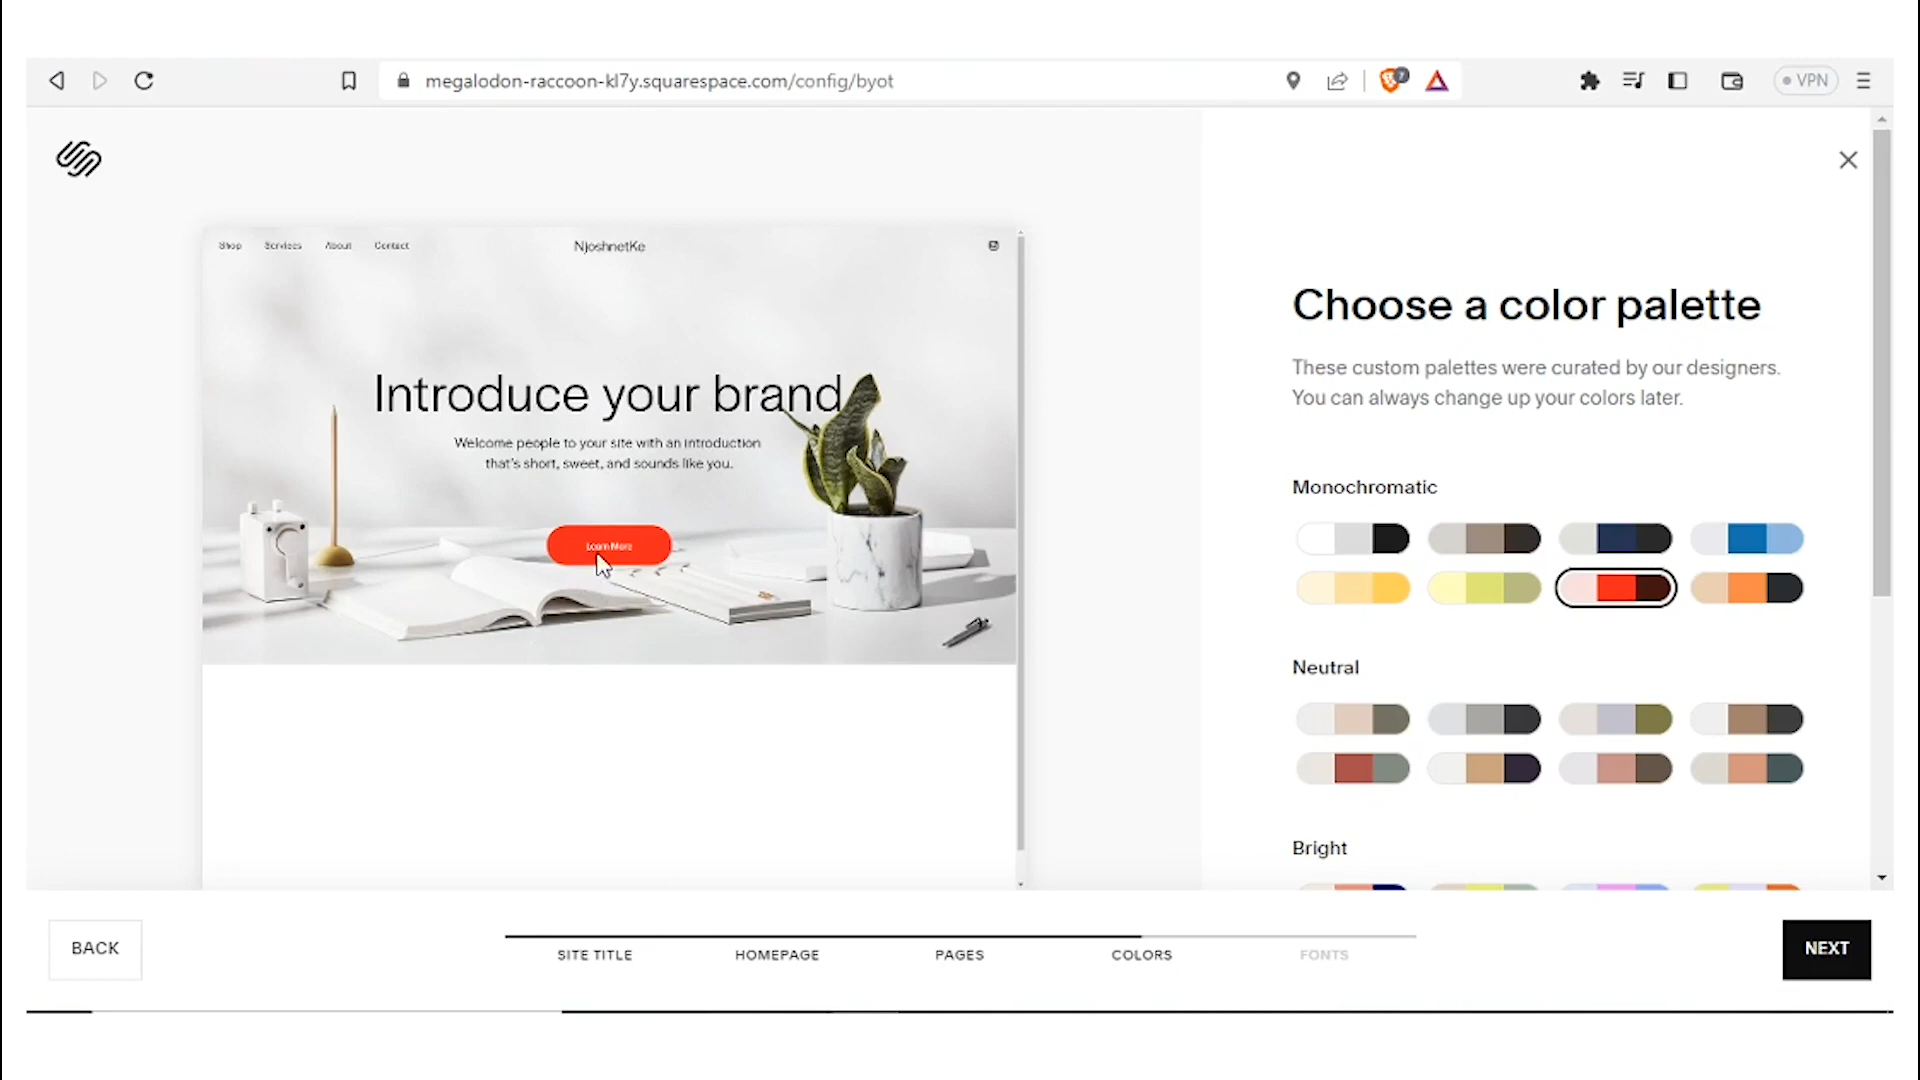 megalodon-raccoon-kl7y.squarespace.com/config/byot
7
VPN
Shop Services About Contact
NjoshnetKe
Introduce your brand
Welcome people to your site with an introduction
that's short, sweet, and sounds like you.
Learn More
Choose a color palette
These custom palettes were curated by our designers.
You can always change up your colors later.
Monochromatic
Neutral
Bright
BACK
SITE TITLE
HOMEPAGE
PAGES
COLORS
FONTS
NEXT